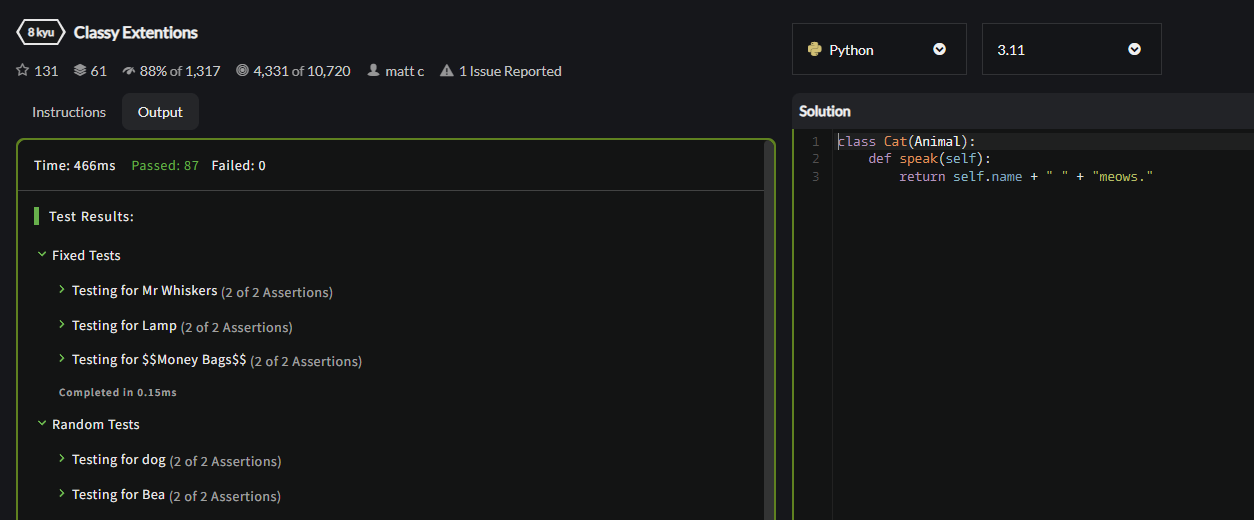 8 kyu Classy Extentions
131 61 88% of 1,317 4,331 of 10,720 matt c 1 Issue Reported
Python 3.11
Instructions Output
Time: 466ms Passed: 87 Failed: 0
Test Results:
Fixed Tests
Testing for Mr Whiskers (2 of 2 Assertions)
Testing for Lamp (2 of 2 Assertions)
Testing for $$Money Bags$$ (2 of 2 Assertions)
Completed in 0.15ms
Random Tests
Testing for dog (2 of 2 Assertions)
Testing for Bea (2 of 2 Assertions)
Solution
1 class Cat(Animal):
2     def speak(self):
3         return self.name + " " + "meows."